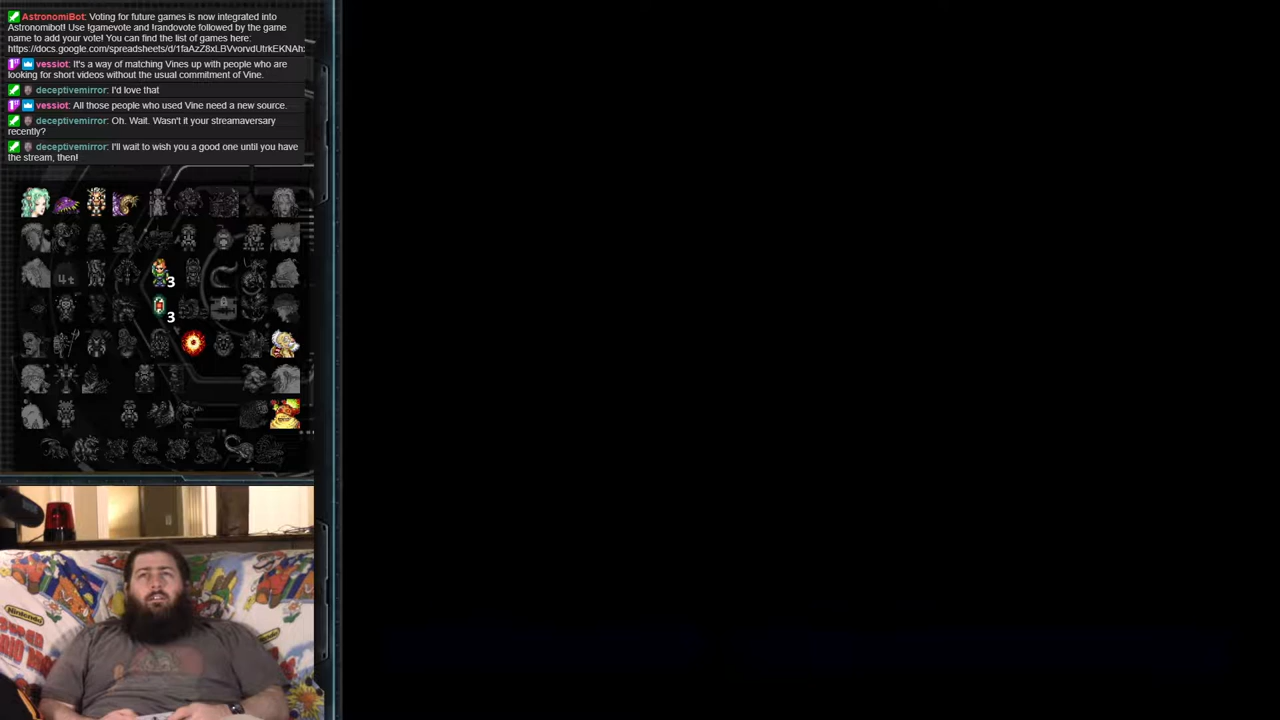 AstronomiBot: Voting for future games is now integrated into
Astronomibot! Use !gamevote and !randovote followed by the game
name to add your vote! You can find the list of games here:
vessiot: It's a way of matching Vines up with people who are
looking for short videos without the usual commitment of Vine.
deceptivemirror: I'd love that
vessiot: All those people who used Vine need a new source.
deceptivemirror: Oh. Wait. Wasn't it your streamaversary
recently?
deceptivemirror: I'll wait to wish you a good one until you have
the stream, then!
3
3
Nintendo